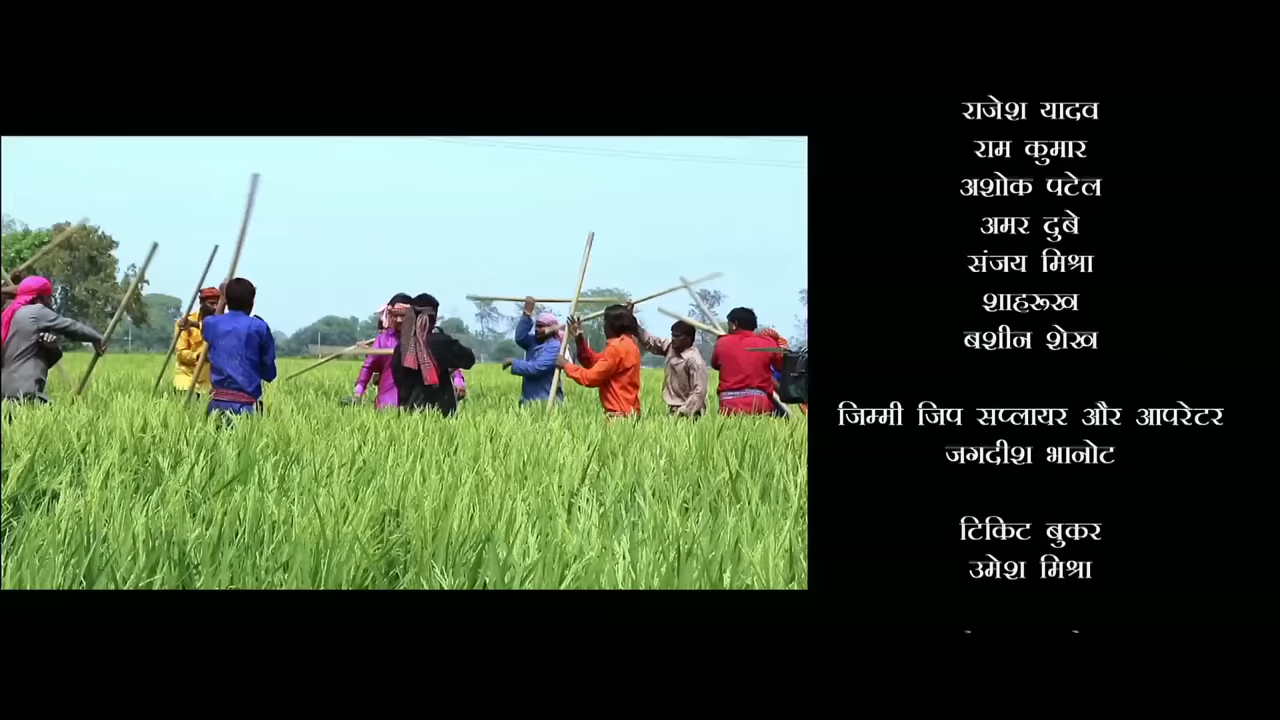 राजेश यादव
राम कुमार
अशोक पटेल
अमर दुबे
संजय मिश्रा
शाहरूख
बशीन शेख
जिम्मी जिप सप्लायर और आपरेटर
जगदीश भानोट
टिकिट बुकर
उमेश मिश्रा